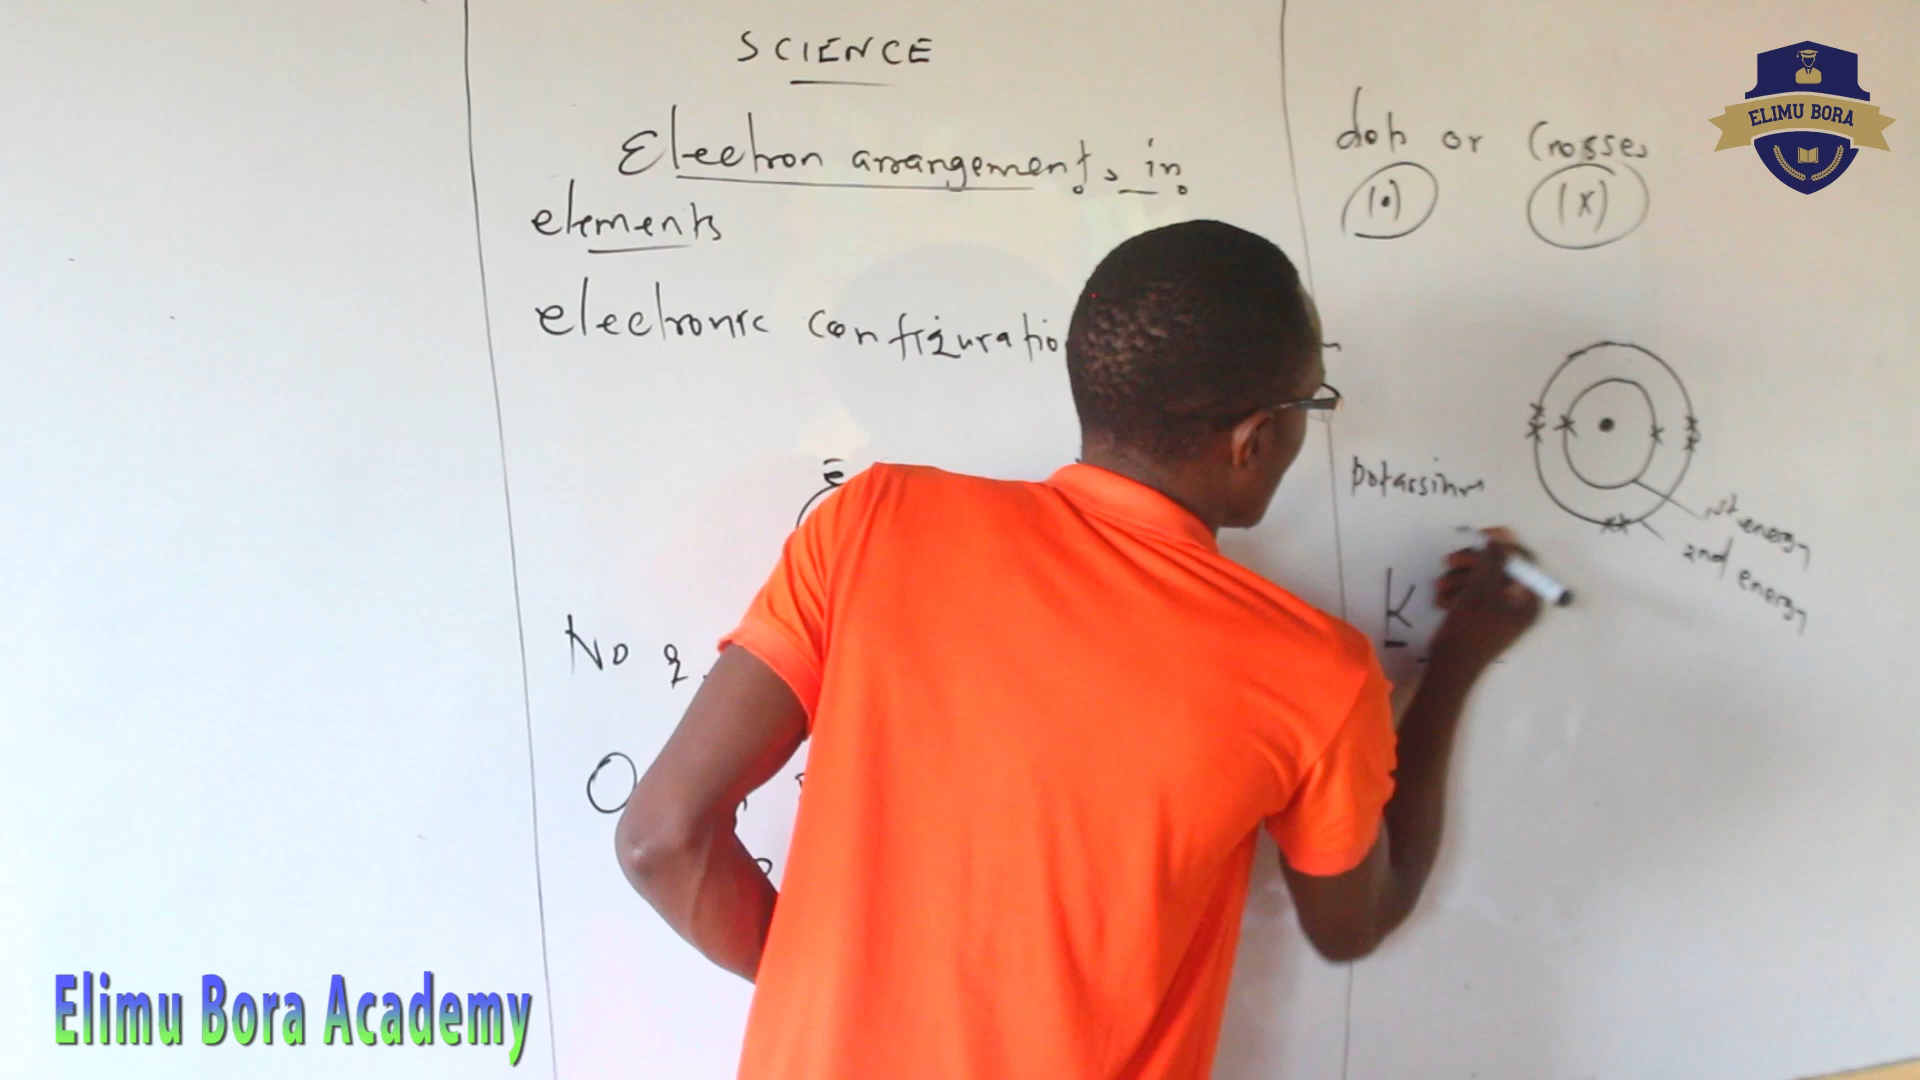 SCIENCE
Electron arrangements in
elements
electronic configuratio
e
No
O
dots or Crosses
(•) (x)
potassium
K
1st energy
2nd energy
ELIMU BORA
Elimu Bora Academy